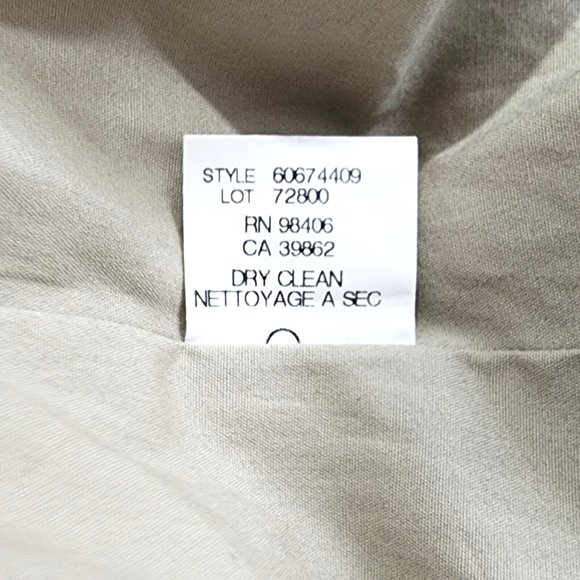 STYLE 60674409
LOT 72800
RN 98406
CA 39862
DRY CLEAN
NETTOYAGE A SEC